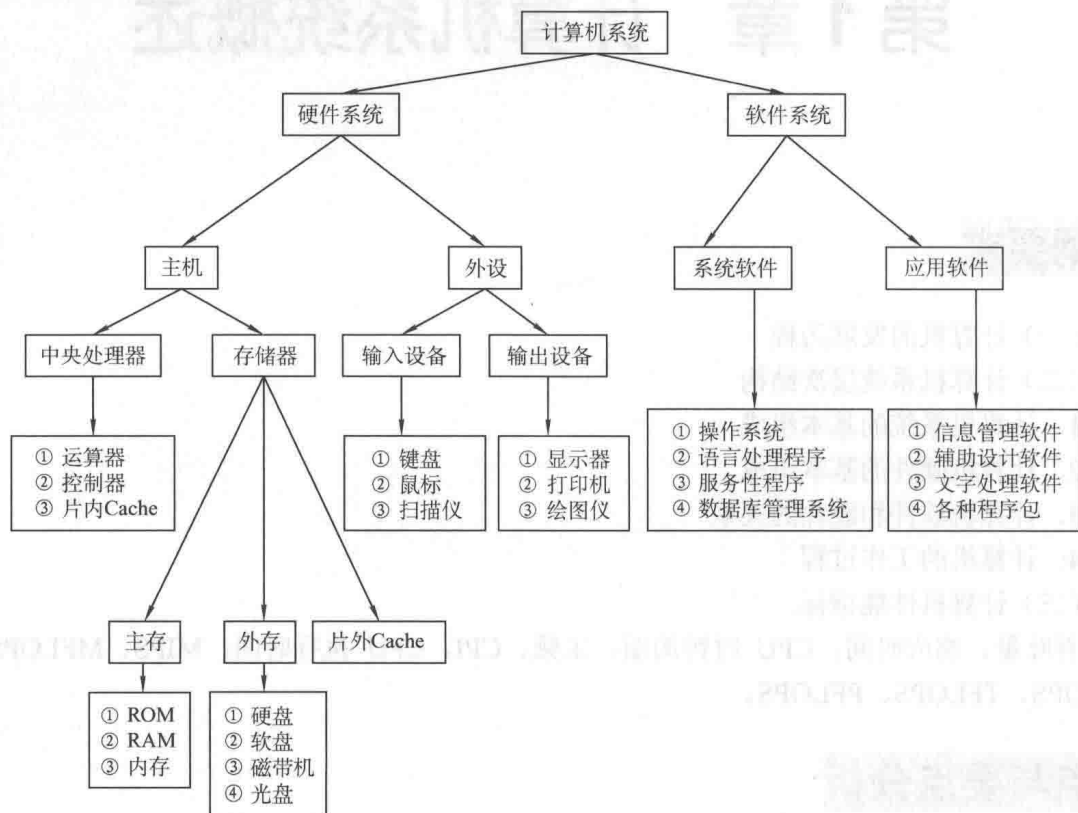 计算机系统
硬件系统
软件系统
主机
外设
系统软件
应用软件
中央处理器
存储器
输入设备
输出设备
① 运算器
② 控制器
③ 片内Cache
① 键盘
② 鼠标
③ 扫描仪
① 显示器
② 打印机
③ 绘图仪
① 操作系统
② 语言处理程序
③ 服务性程序
④ 数据库管理系统
① 信息管理软件
② 辅助设计软件
③ 文字处理软件
④ 各种程序包
主存
外存
片外Cache
① ROM
② RAM
③ 内存
① 硬盘
② 软盘
③ 磁带机
④ 光盘